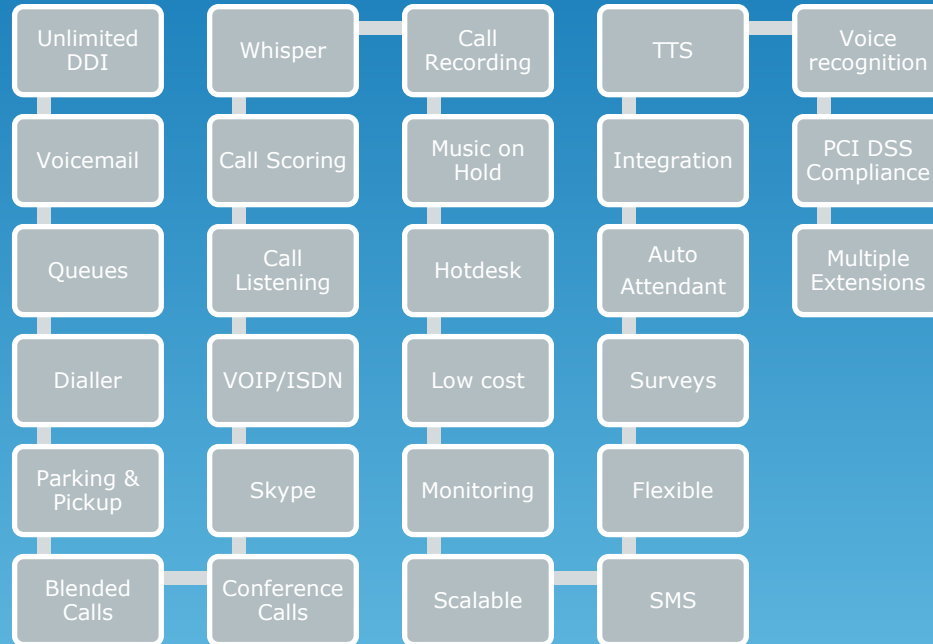 Unlimited
DDI
Voicemail
Queues
Dialler
Parking &
Pickup
Blended
Calls
Conference
Calls
Skype
VOIP/ISDN
Call
Listening
Call Scoring
Whisper
Call
Recording
Music on
Hold
Hotdesk
Low cost
Monitoring
Scalable
SMS
Flexible
Surveys
Auto
Attendant
Integration
TTS
Voice
recognition
PCI DSS
Compliance
Multiple
Extensions